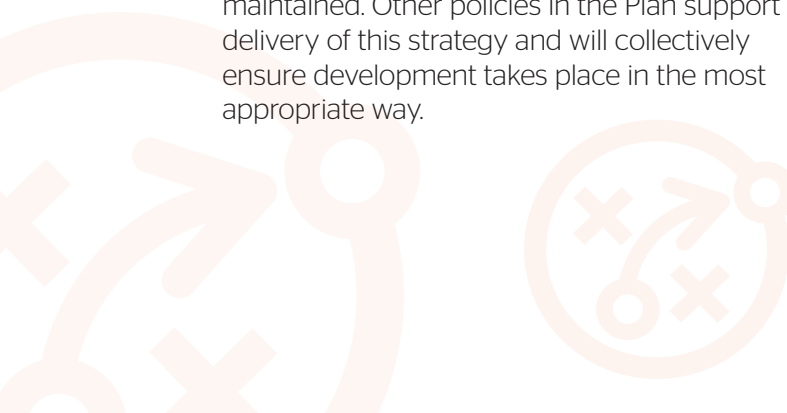 maintained. Other policies in the Plan support
delivery of this strategy and will collectively
ensure development takes place in the most
appropriate way.